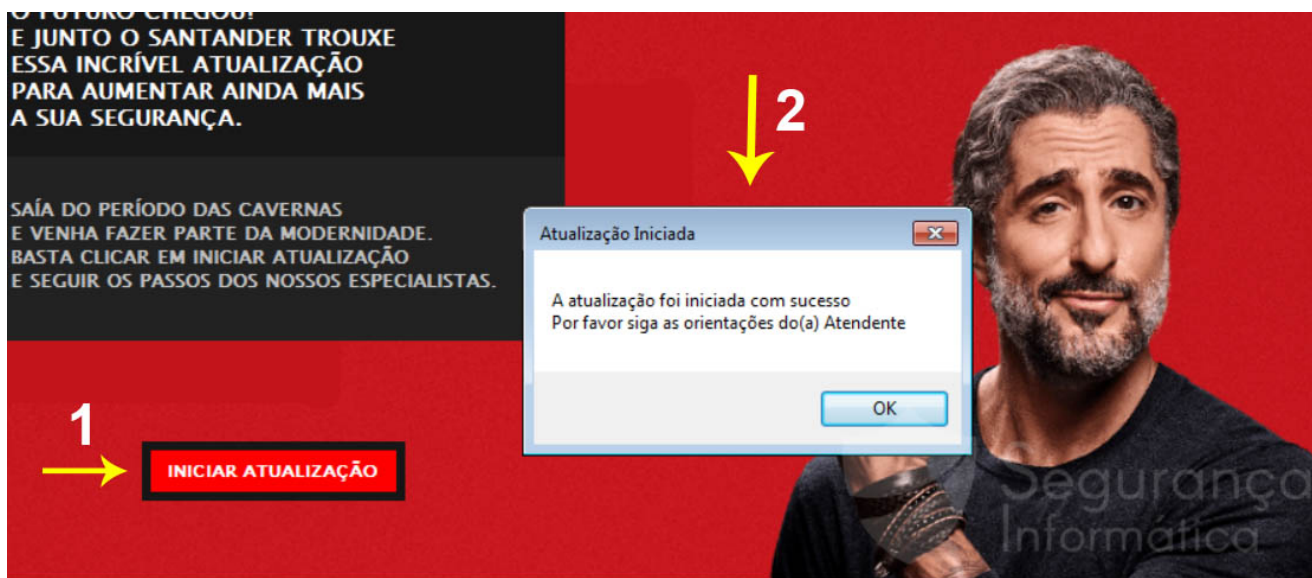 O FUTURO CHEGOU!
E JUNTO O SANTANDER TROUXE
ESSA INCRÍVEL ATUALIZAÇÃO
PARA AUMENTAR AINDA MAIS
A SUA SEGURANÇA.
SAÍA DO PERÍODO DAS CAVERNAS
E VENHA FAZER PARTE DA MODERNIDADE.
BASTA CLICAR EM INICIAR ATUALIZAÇÃO
E SEGUIR OS PASSOS DOS NOSSOS ESPECIALISTAS.
1
INICIAR ATUALIZAÇÃO
2
Atualização Iniciada
A atualização foi iniciada com sucesso
Por favor siga as orientações do(a) Atendente
OK
Segurança
Informática